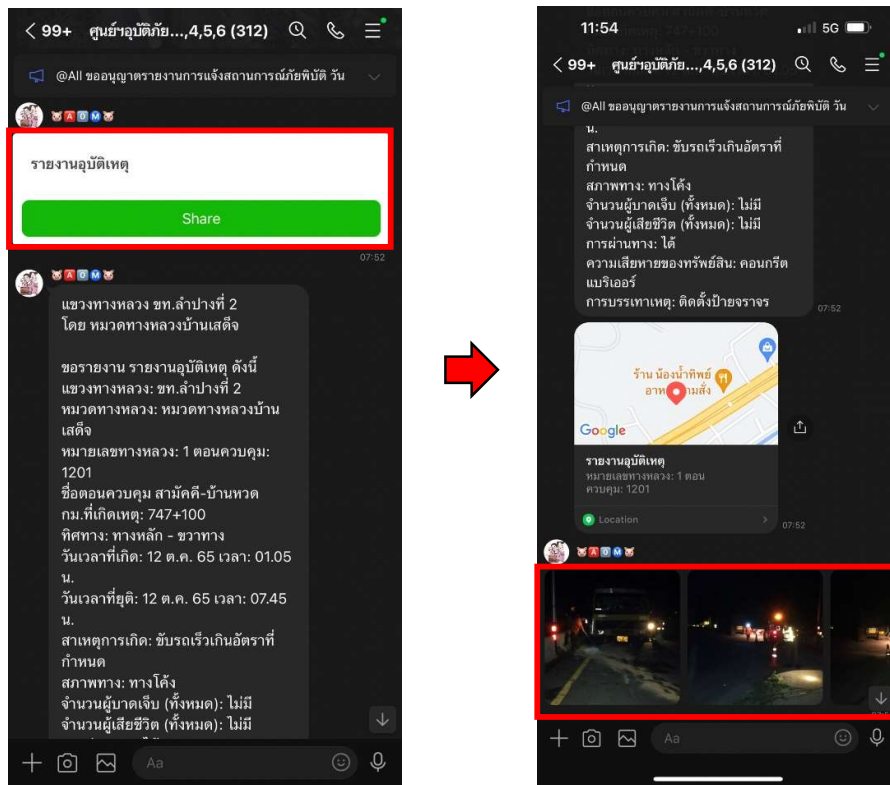 99+ ศูนย์ฯอุบัติภัย...,4,5,6 (312)
@All ขออนุญาตรายงานการแจ้งสถานการณ์ภัยพิบัติ วัน
A O M
รายงานอุบัติเหตุ
Share
07:52
A O M
แขวงทางหลวง ขท.ลำปางที่ 2
โดย หมวดทางหลวงบ้านเสด็จ
ขอรายงาน รายงานอุบัติเหตุ ดังนี้
แขวงทางหลวง: ขท.ลำปางที่ 2
หมวดทางหลวง: หมวดทางหลวงบ้าน
เสด็จ
หมายเลขทางหลวง: 1 ตอนควบคุม:
1201
ชื่อตอนควบคุม สามัคคี-บ้านหวด
กม.ที่เกิดเหตุ: 747+100
ทิศทาง: ทางหลัก - ขวาทาง
วันเวลาที่เกิด: 12 ต.ค. 65 เวลา: 01.05
น.
วันเวลาที่ยุติ: 12 ต.ค. 65 เวลา: 07.45
น.
สาเหตุการเกิด: ขับรถเร็วเกินอัตราที่
กำหนด
สภาพทาง: ทางโค้ง
จำนวนผู้บาดเจ็บ (ทั้งหมด): ไม่มี
จำนวนผู้เสียชีวิต (ทั้งหมด): ไม่มี
Aa
11:54 5G
99+ ศูนย์ฯอุบัติภัย...,4,5,6 (312)
@All ขออนุญาตรายงานการแจ้งสถานการณ์ภัยพิบัติ วัน
น.
สาเหตุการเกิด: ขับรถเร็วเกินอัตราที่
กำหนด
สภาพทาง: ทางโค้ง
จำนวนผู้บาดเจ็บ (ทั้งหมด): ไม่มี
จำนวนผู้เสียชีวิต (ทั้งหมด): ไม่มี
การผ่านทาง: ได้
ความเสียหายของทรัพย์สิน: คอนกรีต
แบริเออร์
การบรรเทาเหตุ: ติดตั้งป้ายจราจร
07:52
ร้าน น้องน้ำทิพย์
Google
รายงานอุบัติเหตุ
หมายเลขทางหลวง: 1 ตอน
ควบคุม: 1201
Location
07:52
A O M
Aa